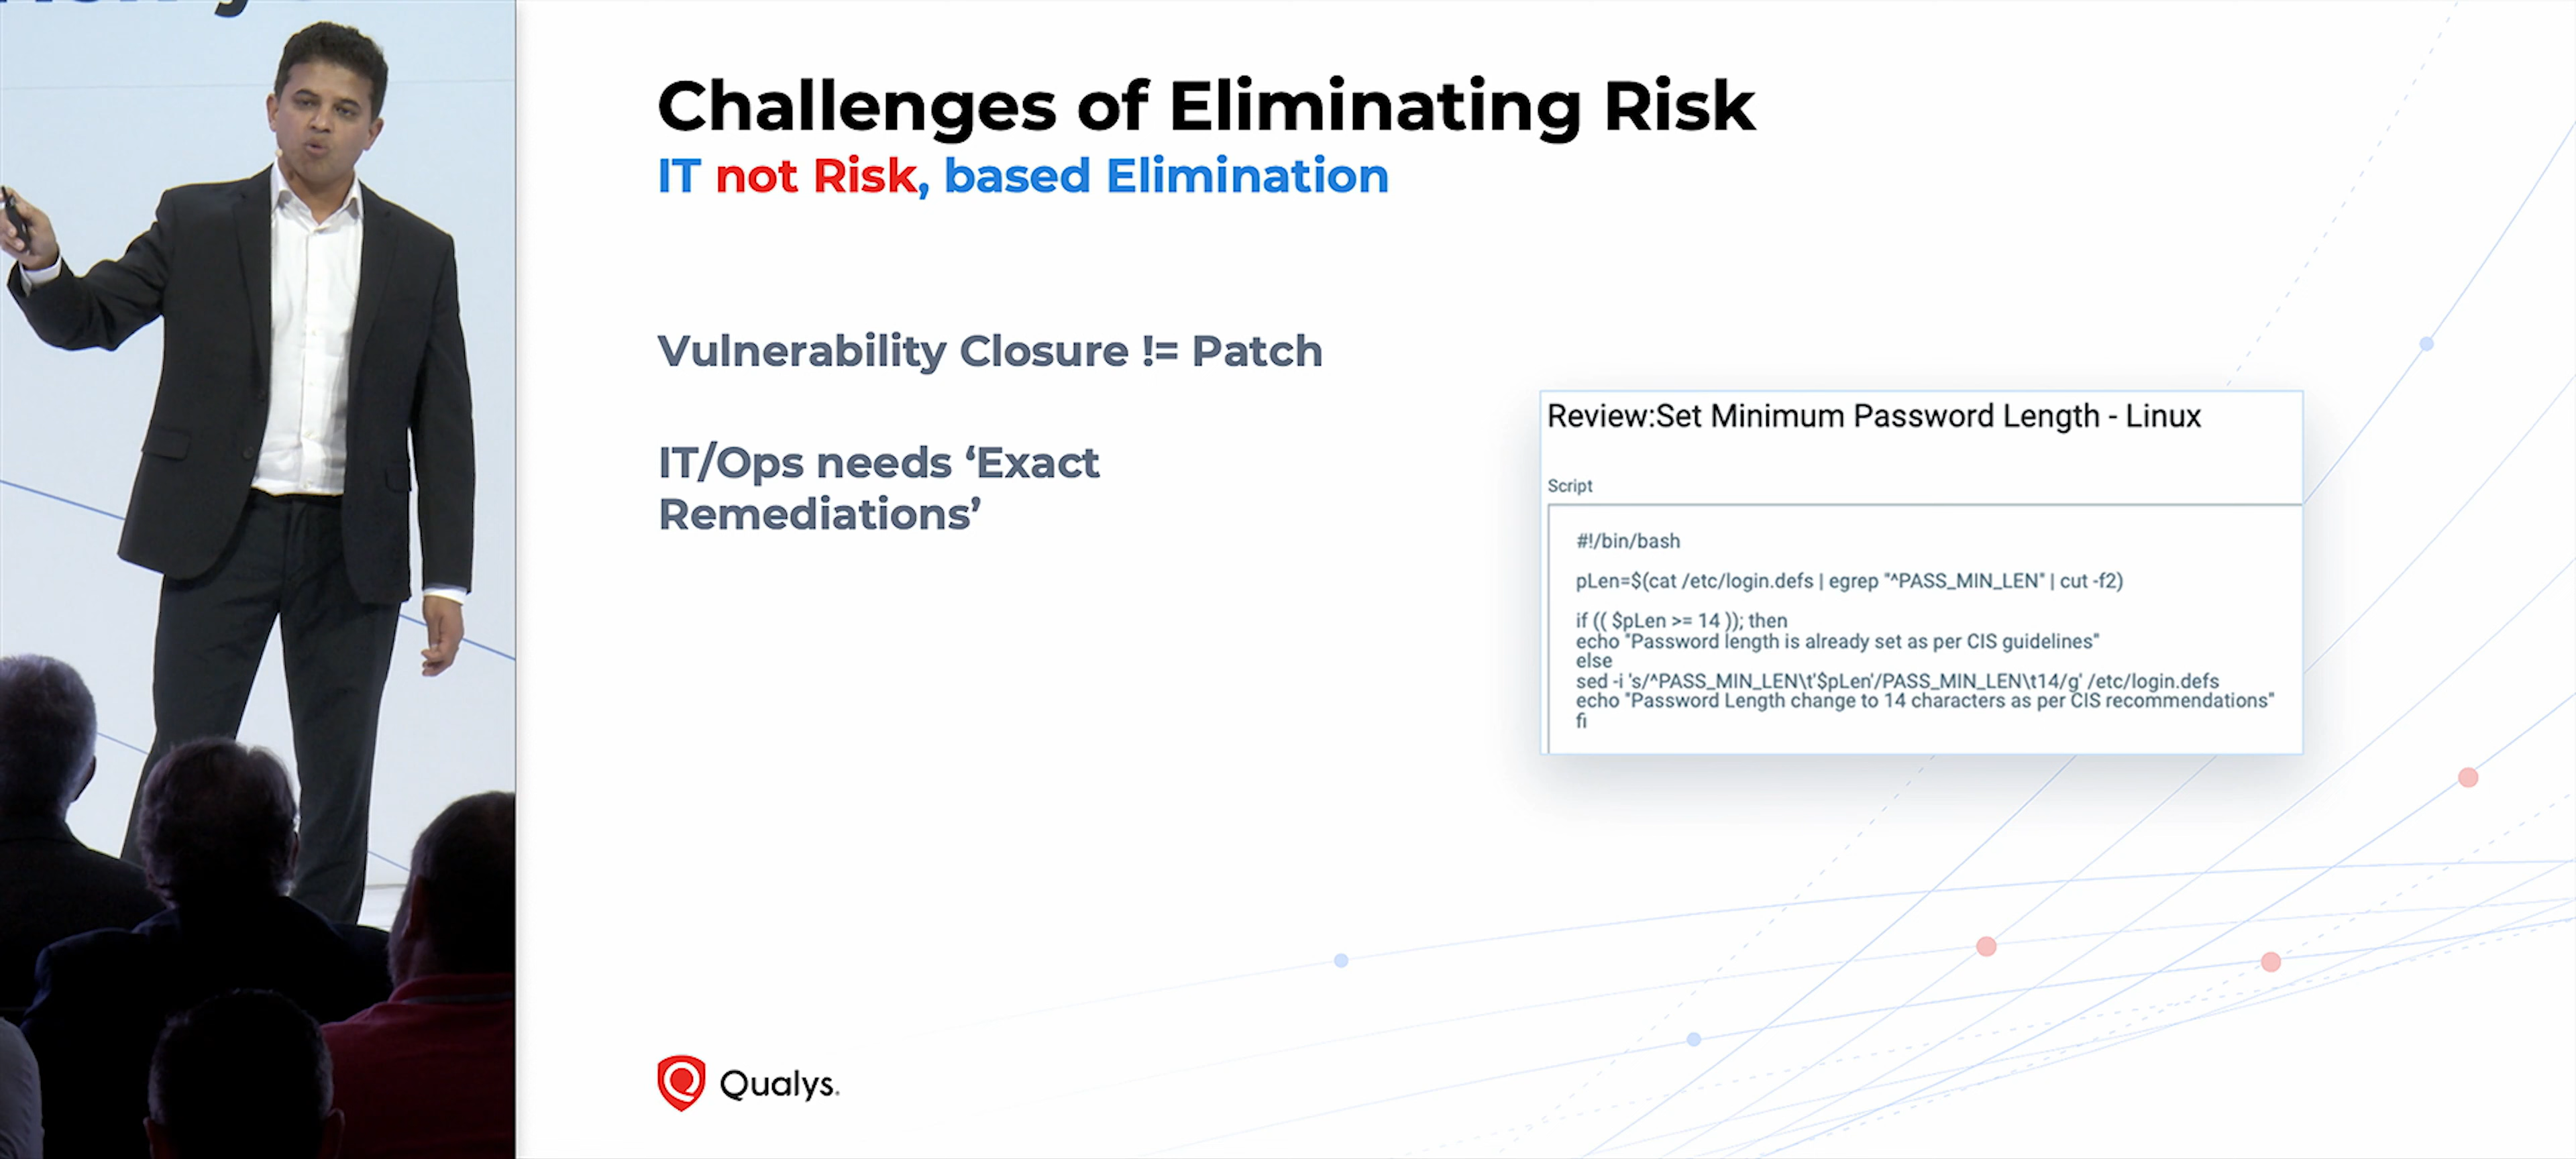 Challenges of Eliminating Risk
IT not Risk, based Elimination
Vulnerability Closure != Patch
IT/Ops needs ‘Exact
Remediations’
Review:Set Minimum Password Length - Linux
Script
#!/bin/bash
pLen=$(cat /etc/login.defs | egrep "^PASS_MIN_LEN" | cut -f2)
if (( $pLen >= 14 )); then
echo "Password length is already set as per CIS guidelines"
else
sed -i 's/^PASS_MIN_LEN\t'$pLen'/PASS_MIN_LEN\t14/g' /etc/login.defs
echo "Password Length change to 14 characters as per CIS recommendations"
fi
Qualys.